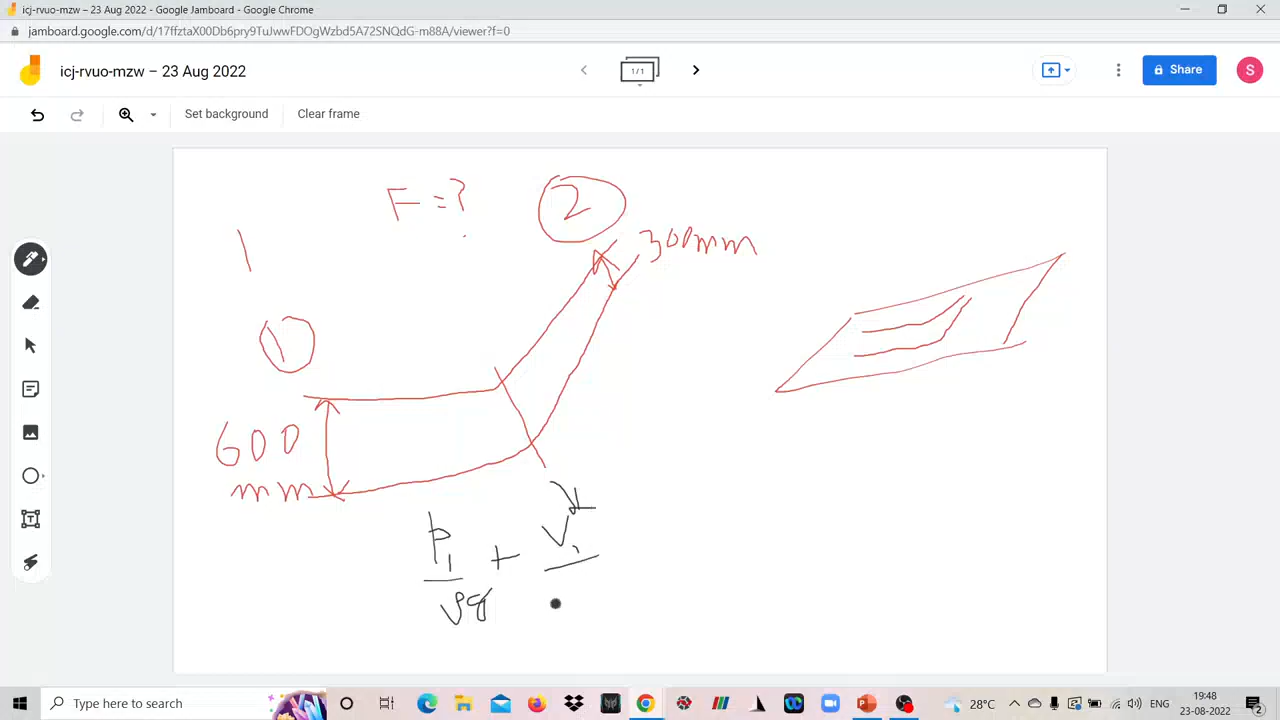 icj-rvuo-mzw – 23 Aug 2022 - Google Jamboard - Google Chrome
jamboard.google.com/d/17ffztaX00Db6pry9TuJwwFDOgWzbd5A72SNQdG-m88A/viewer?f=0
icj-rvuo-mzw – 23 Aug 2022
1 / 1
Share
S
Set background
Clear frame
F = ?
2
300mm
1
600
mm
p₁ + V₁²
ρg
Type here to search
28°C
ENG
19:48
23-08-2022
2